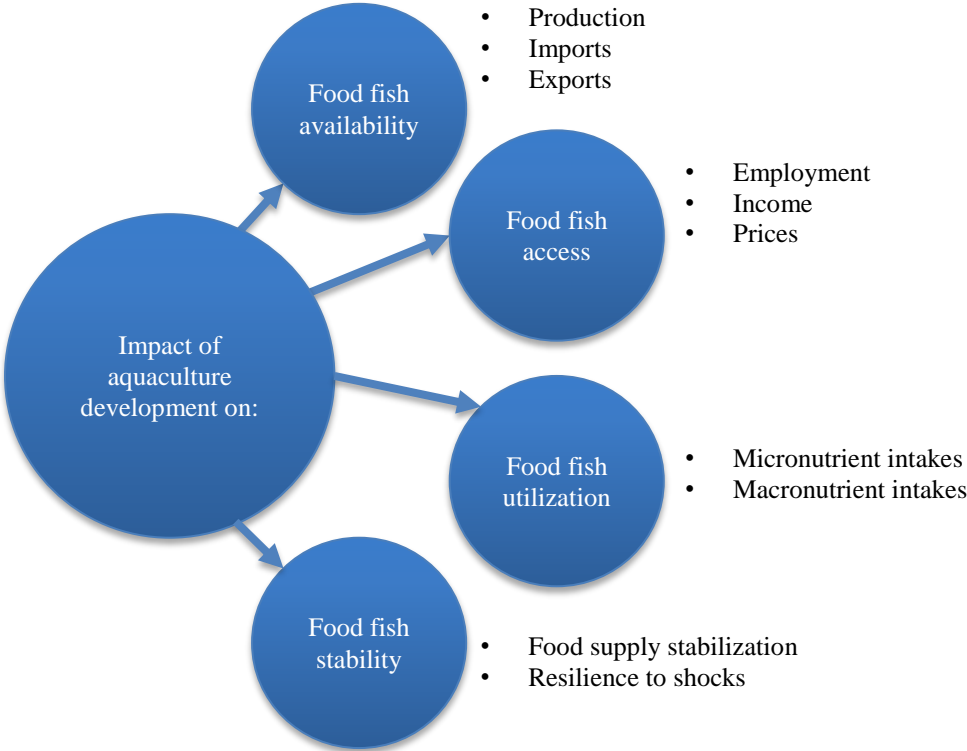 Impact of
aquaculture
development on:
Food fish
availability
• Production
• Imports
• Exports
Food fish
access
• Employment
• Income
• Prices
Food fish
utilization
• Micronutrient intakes
• Macronutrient intakes
Food fish
stability
• Food supply stabilization
• Resilience to shocks